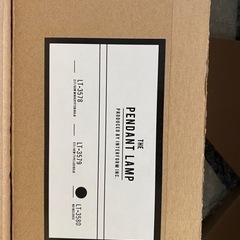 THE
PENDANT LAMP
PRODUCED BY INTERFORM INC.
LT-3578
LT-3579
LT-3580